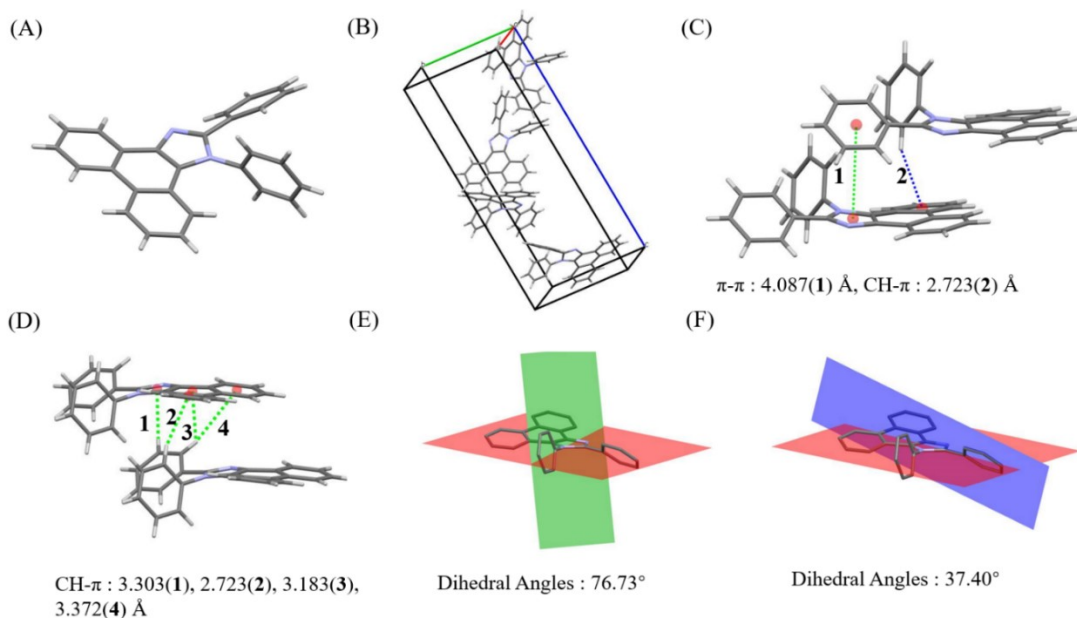 (A)
(B)
(C)
1
2
π-π : 4.087(1) Å, CH-π : 2.723(2) Å
(D)
(E)
(F)
1
2
3
4
CH-π : 3.303(1), 2.723(2), 3.183(3),
3.372(4) Å
Dihedral Angles : 76.73°
Dihedral Angles : 37.40°